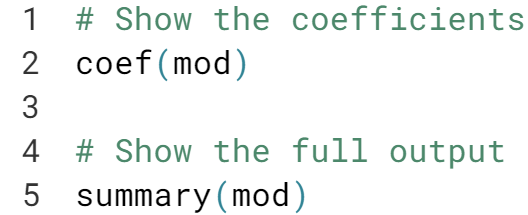 1 # Show the coefficients
2 coef(mod)
3
4 # Show the full output
5 summary(mod)